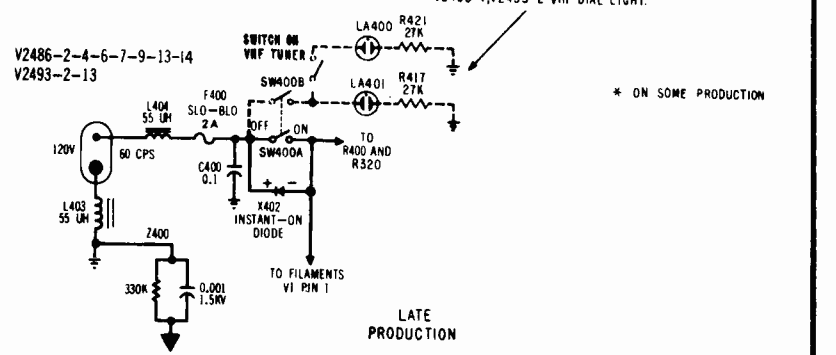 V2486-2-4-6-7-9-13-14
V2493-2-13
VHF DIAL LIGHT.
LA400
R421
27K
SWITCH ON
VHF TUNER
SW400B
LA401
R417
27K
* ON SOME PRODUCTION
L404
55 UH
F400
SLO-BLO
2A
OFF
ON
SW400A
TO
R400 AND
R320
120V
60 CPS
C400
0.1
+ -
X402
INSTANT-ON
DIODE
L403
55 UH
Z400
330K
0.001
1.5KV
TO FILAMENTS
V1 PIN 1
LATE
PRODUCTION